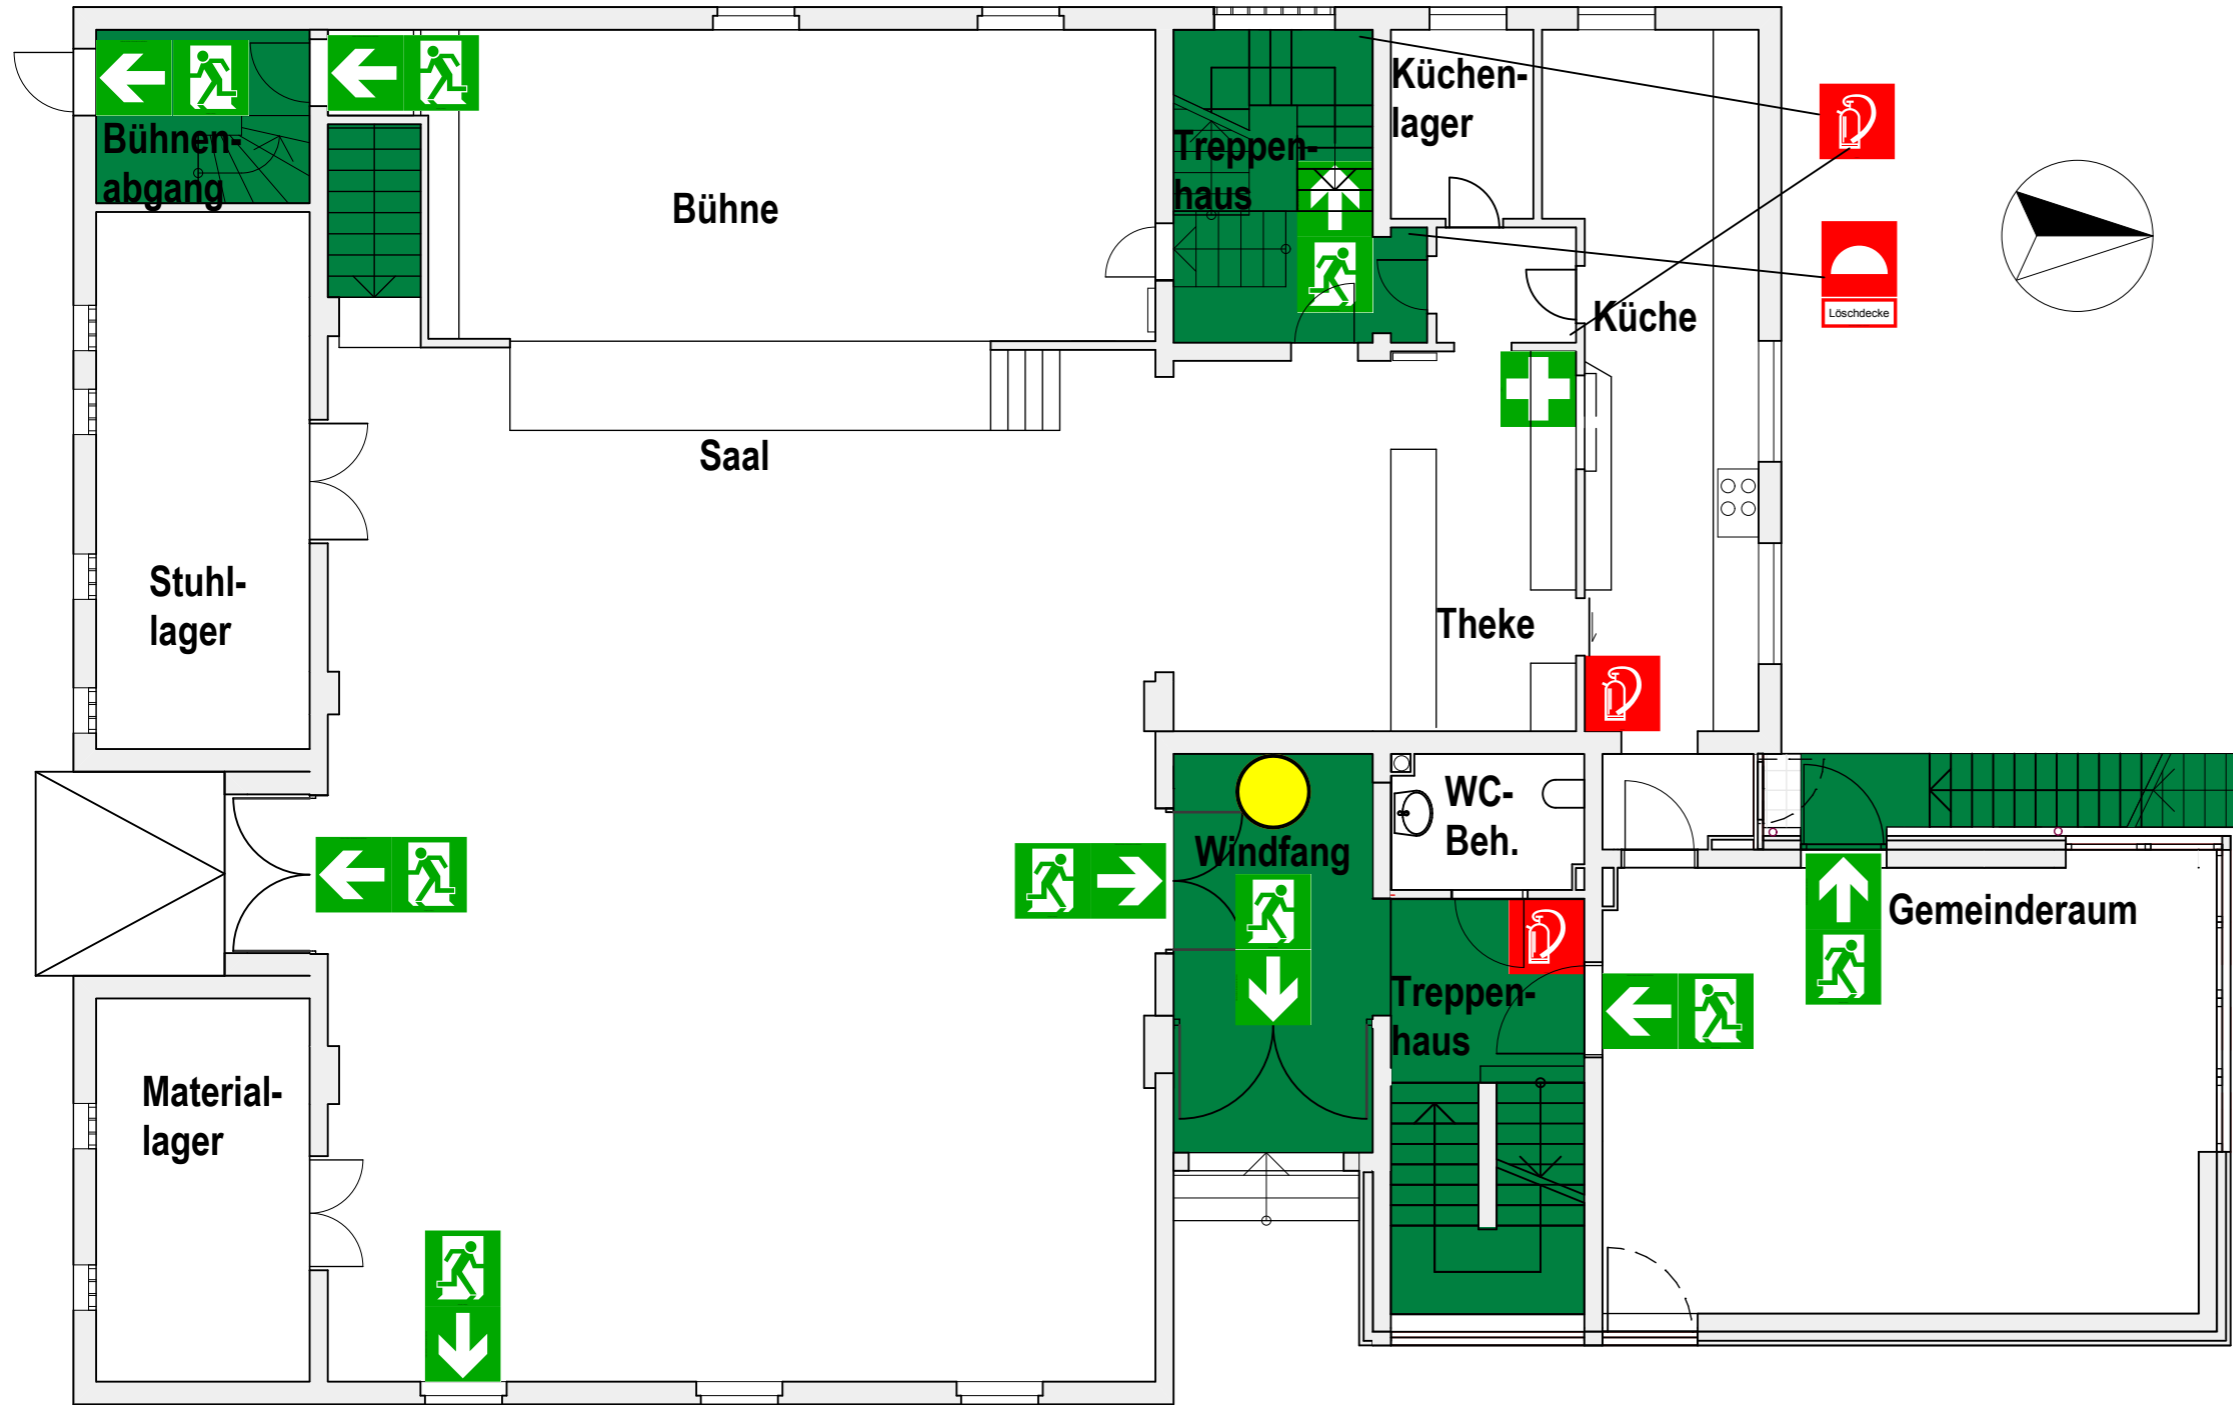 Bühnen-
abgang
Bühne
Treppen-
haus
Küchen-
lager
Küche
Löschdecke
Saal
Stuhl-
lager
Theke
Windfang
WC-
Beh.
Gemeinderaum
Treppen-
haus
Material-
lager